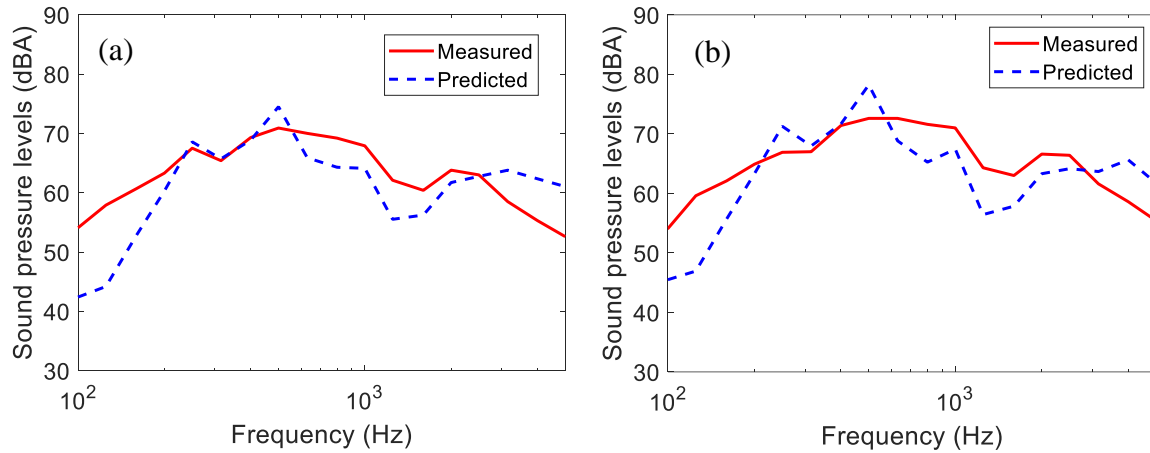 (a)
Measured
Predicted
Sound pressure levels (dBA)
90
80
70
60
50
40
30
10^2
10^3
Frequency (Hz)
(b)
Measured
Predicted
Sound pressure levels (dBA)
90
80
70
60
50
40
30
10^2
10^3
Frequency (Hz)